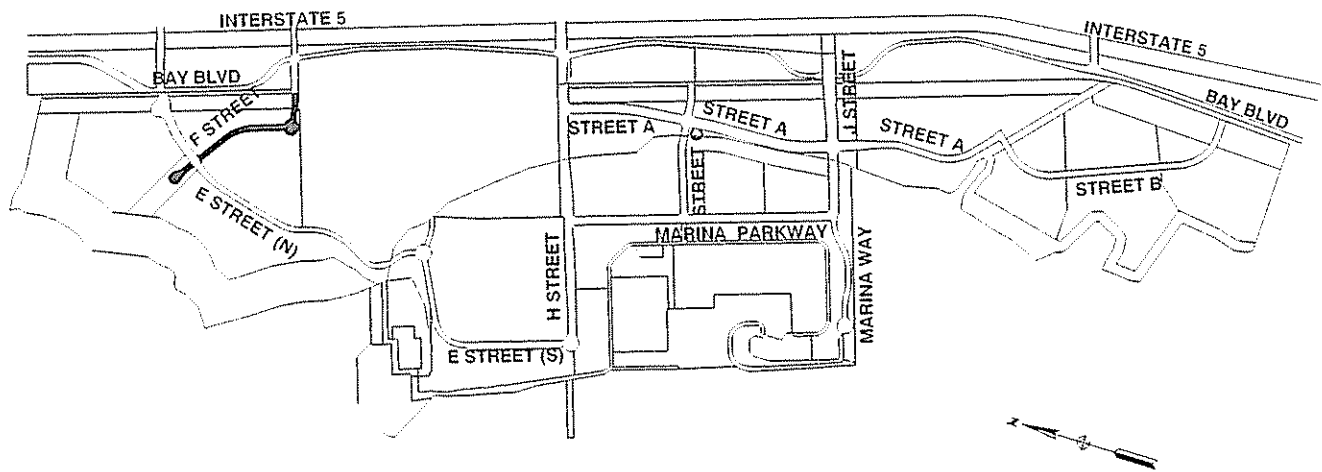 INTERSTATE 5
INTERSTATE 5
BAY BLVD
BAY BLVD
F STREET
J STREET
STREET A
STREET A
STREET A
STREET C
STREET B
E STREET (N)
MARINA PARKWAY
H STREET
MARINA WAY
E STREET (S)
N